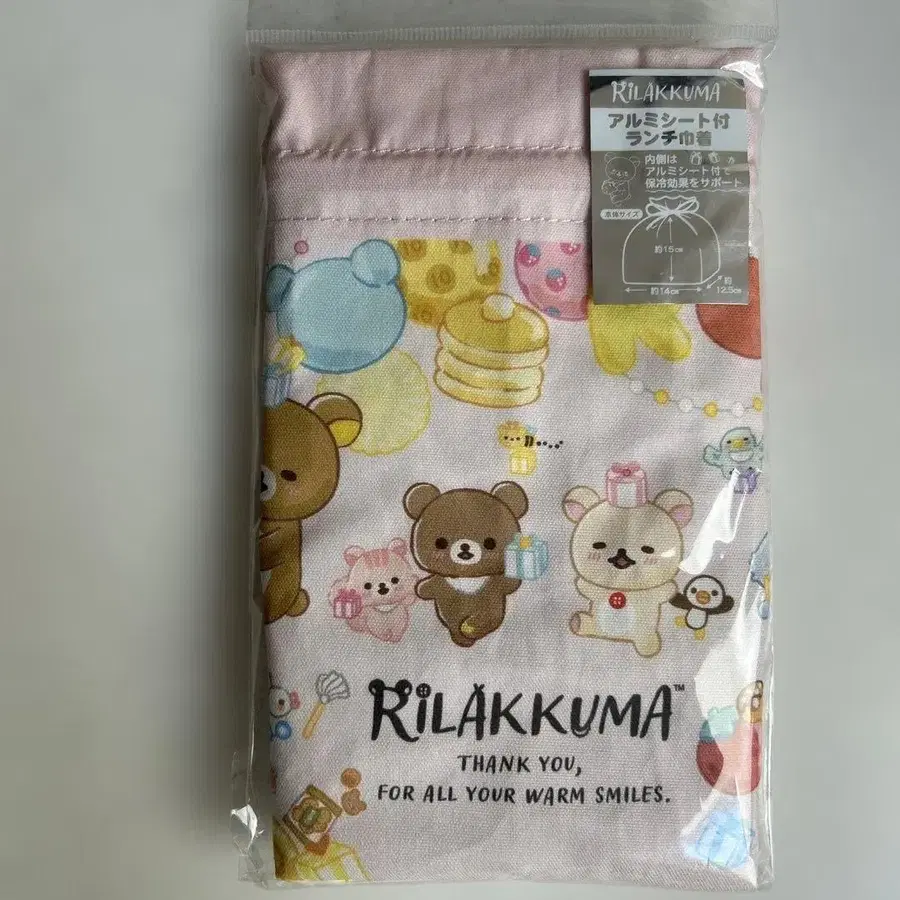 RILAKKUMA
アルミシート付
ランチ巾着
内側は
アルミシート付で
保冷効果をサポート
本体サイズ
約15cm
約14cm
約
12.5cm
RILAKKUMA™
THANK YOU,
FOR ALL YOUR WARM SMILES.